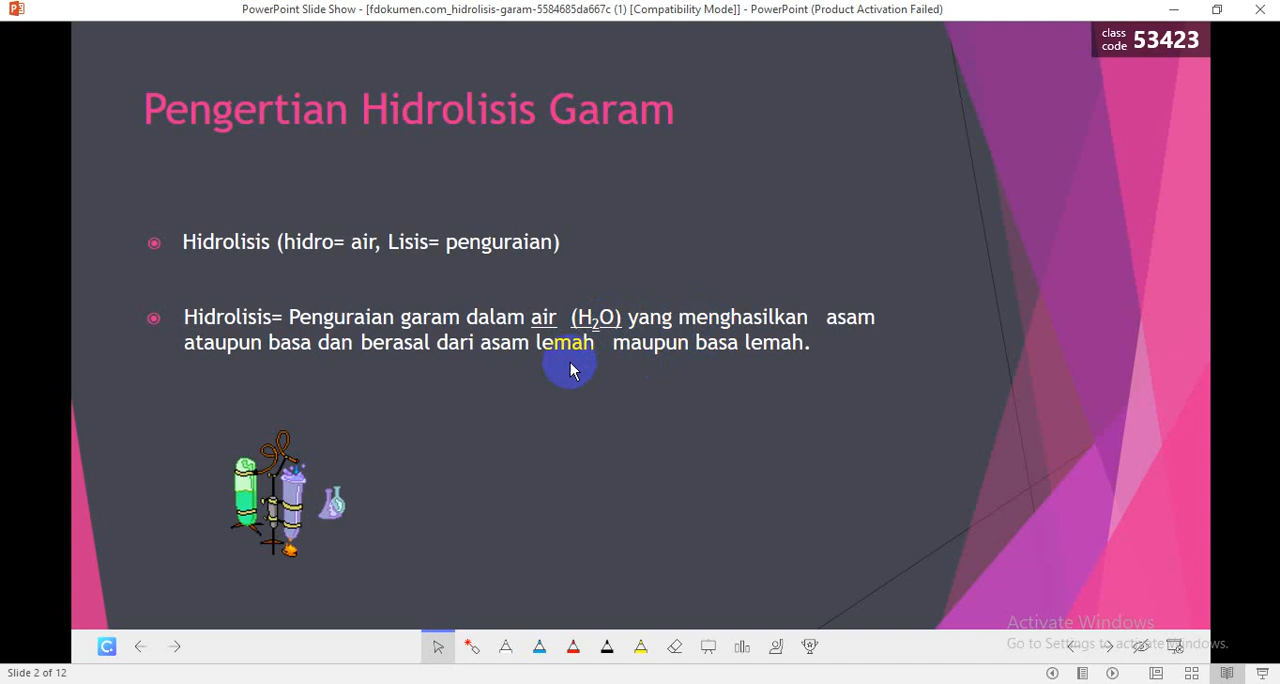 PowerPoint Slide Show - [fdokumen.com_hidrolisis-garam-5584685da667c (1) [Compatibility Mode]] - PowerPoint (Product Activation Failed)
class
code 53423
Pengertian Hidrolisis Garam
Hidrolisis (hidro= air, Lisis= penguraian)
Hidrolisis= Penguraian garam dalam air (H₂O) yang menghasilkan asam
ataupun basa dan berasal dari asam lemah maupun basa lemah.
Activate Windows
Go to Settings to activate Windows.
Slide 2 of 12